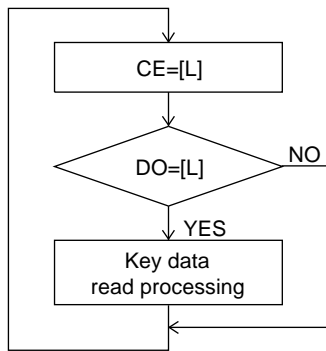 CE=[L]
DO=[L]
NO
YES
Key data
read processing